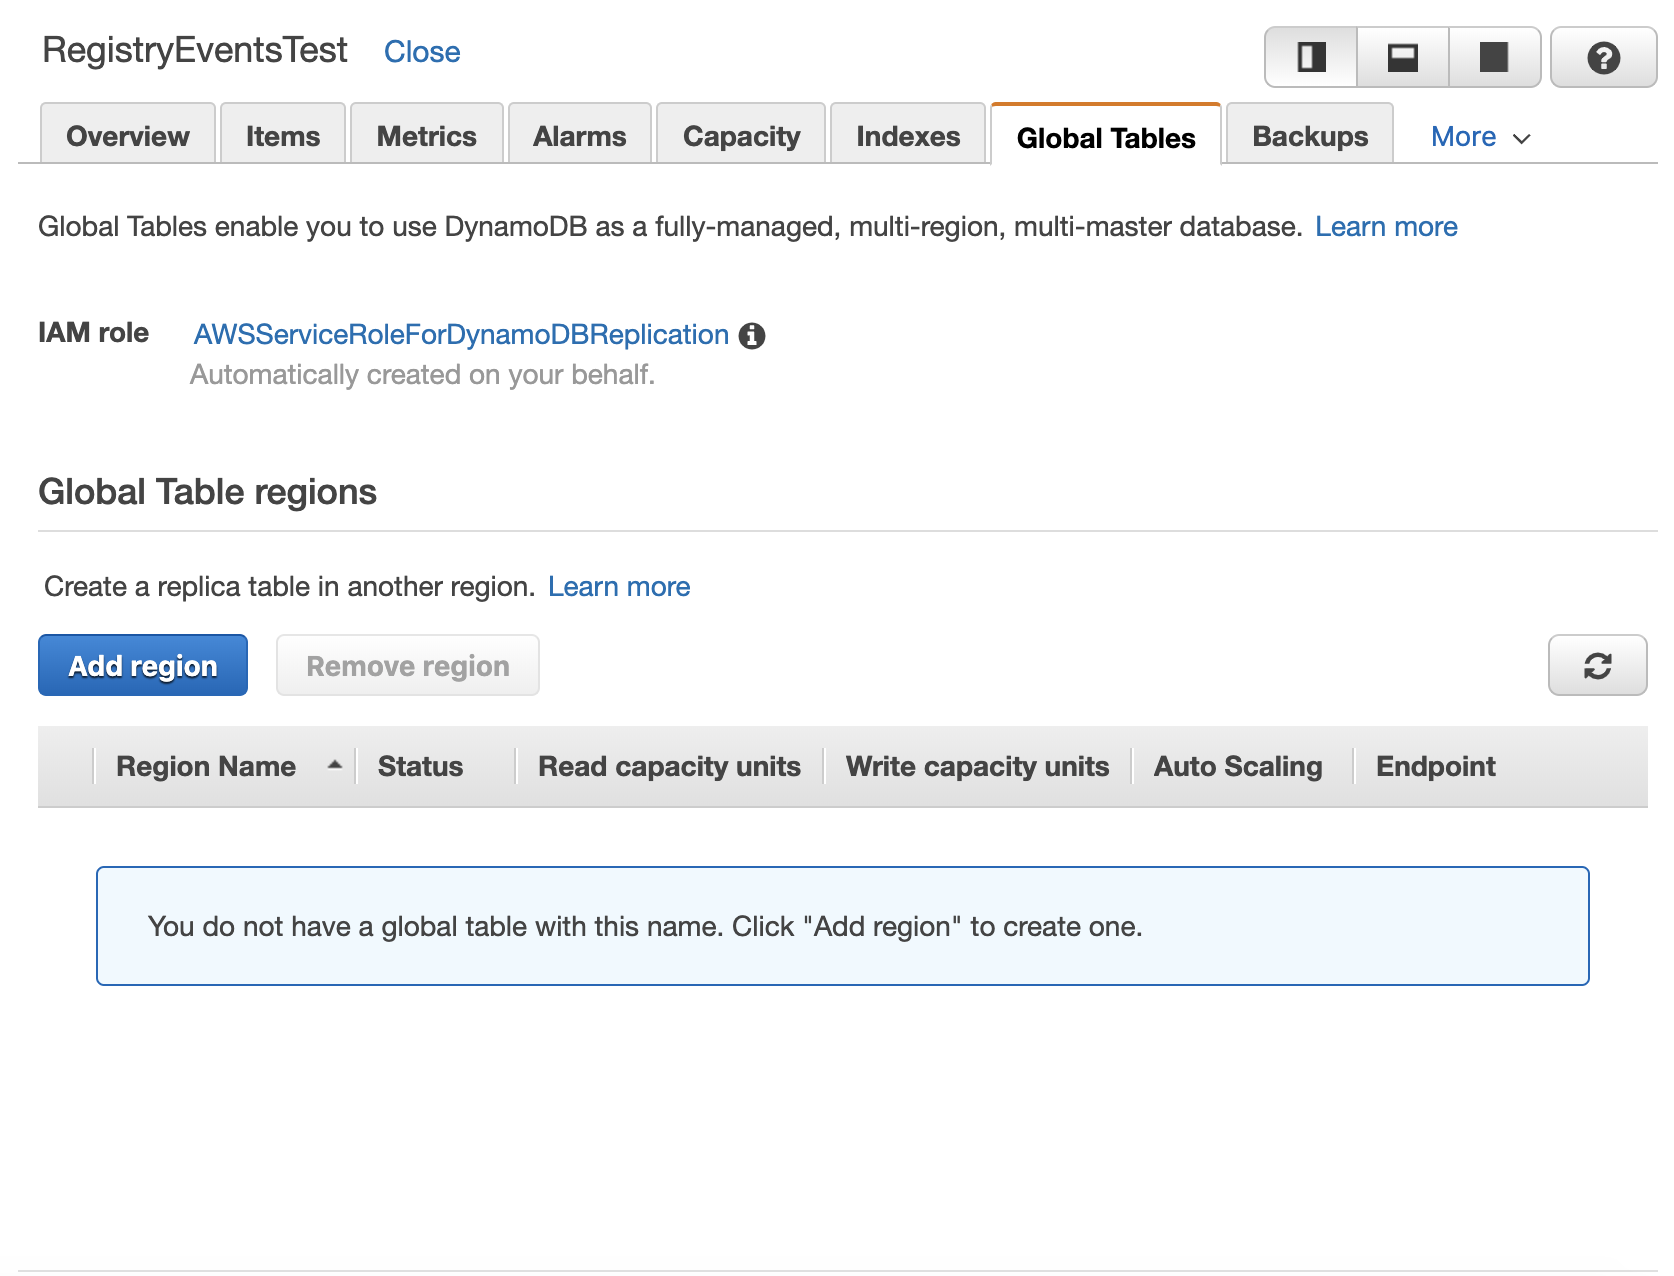 RegistryEventsTest Close
Overview Items Metrics Alarms Capacity Indexes Global Tables Backups More
Global Tables enable you to use DynamoDB as a fully-managed, multi-region, multi-master database. Learn more
IAM role AWSServiceRoleForDynamoDBReplication
Automatically created on your behalf.
Global Table regions
Create a replica table in another region. Learn more
Add region Remove region
Region Name Status Read capacity units Write capacity units Auto Scaling Endpoint
You do not have a global table with this name. Click "Add region" to create one.